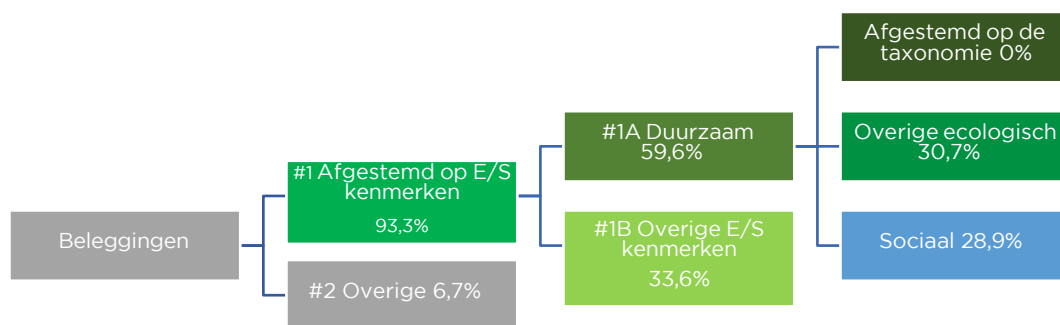 Beleggingen
#1 Afgestemd op E/S
kenmerken
93,3%
#2 Overige 6,7%
#1A Duurzaam
59,6%
#1B Overige E/S
kenmerken
33,6%
Afgestemd op de
taxonomie 0%
Overige ecologisch
30,7%
Sociaal 28,9%